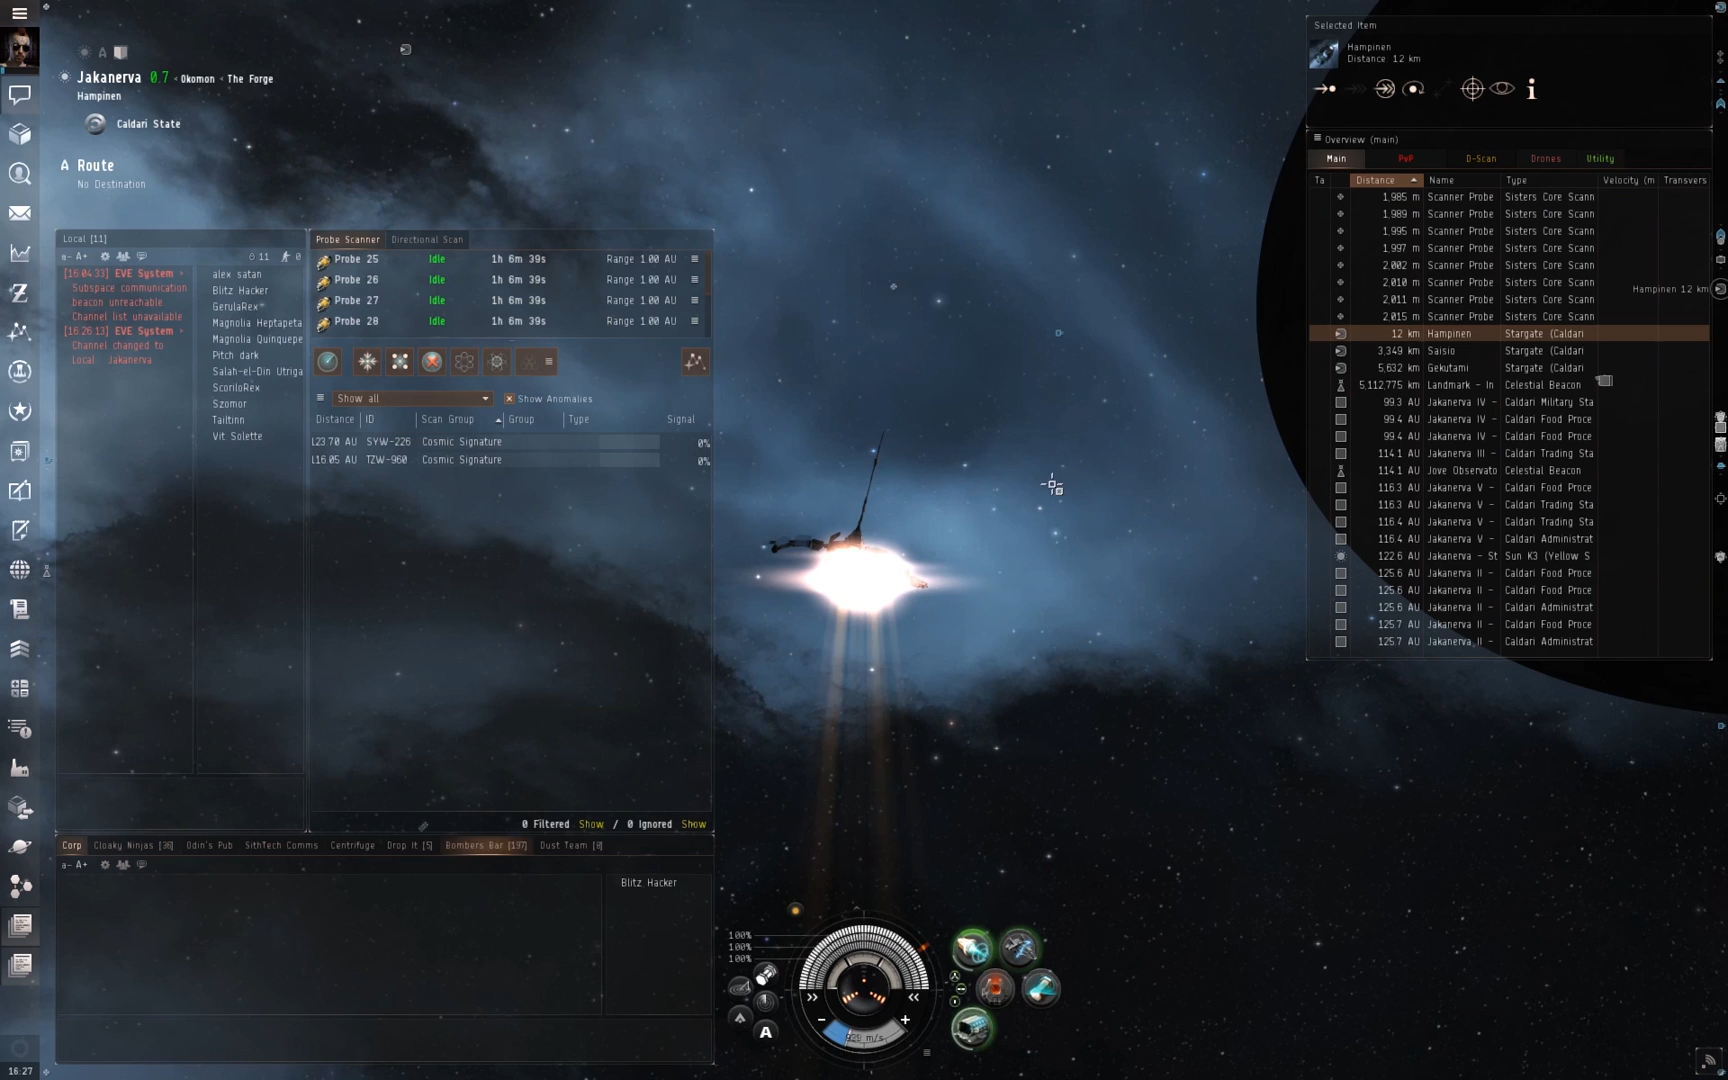 Jakanerva 0.7 < Okomon < The Forge
Hampinen
Caldari State
A Route
No Destination
Local [11]
a- A+
11
0
[16:04:33] EVE System >
Subspace communication
beacon unreachable
Channel list unavailable
[16:26:13] EVE System >
Channel changed to
Local Jakanerva
alex satan
Blitz Hacker
GerulaRex
Magnolia Heptapeta
Magnolia Quinquepe
Pitch dark
Salah-el-Din Utriga
ScoriloRex
Szomor
Tailtinn
Vit Solette
Probe Scanner
Directional Scan
Probe 25 Idle 1h 6m 39s Range 1.00 AU
Probe 26 Idle 1h 6m 39s Range 1.00 AU
Probe 27 Idle 1h 6m 39s Range 1.00 AU
Probe 28 Idle 1h 6m 39s Range 1.00 AU
Show all
Show Anomalies
Distance ID Scan Group Group Type Signal
123.70 AU SYW-226 Cosmic Signature 0%
116.05 AU TZW-960 Cosmic Signature 0%
0 Filtered Show / 0 Ignored Show
Corp Cloaky Ninjas [36] Odin's Pub SithTech Comms Centrifuge Drop It [5] Bombers Bar [197] Dust Team [8]
a- A+
Blitz Hacker
16:27
100%
100%
100%
A
Selected Item
Hampinen
Distance: 12 km
Overview (main)
Main PvP D-Scan Drones Utility
Ta Distance Name Type Velocity (m Transvers
1,985 m Scanner Probe Sisters Core Scann
1,989 m Scanner Probe Sisters Core Scann
1,995 m Scanner Probe Sisters Core Scann
1,997 m Scanner Probe Sisters Core Scann
2,002 m Scanner Probe Sisters Core Scann
2,010 m Scanner Probe Sisters Core Scann
2,011 m Scanner Probe Sisters Core Scann
2,015 m Scanner Probe Sisters Core Scann
12 km Hampinen Stargate (Caldari
3,349 km Saisio Stargate (Caldari
5,632 km Gekutami Stargate (Caldari
5,112,775 km Landmark - In Celestial Beacon
99.3 AU Jakanerva IV - Caldari Military Sta
99.4 AU Jakanerva IV - Caldari Food Proce
99.4 AU Jakanerva IV - Caldari Food Proce
114.1 AU Jakanerva III - Caldari Trading Sta
114.1 AU Jove Observato Celestial Beacon
116.3 AU Jakanerva V - Caldari Food Proce
116.3 AU Jakanerva V - Caldari Trading Sta
116.4 AU Jakanerva V - Caldari Trading Sta
116.4 AU Jakanerva V - Caldari Administrat
122.6 AU Jakanerva - St Sun K3 (Yellow S
125.6 AU Jakanerva II - Caldari Food Proce
125.6 AU Jakanerva II - Caldari Food Proce
125.6 AU Jakanerva II - Caldari Administrat
125.7 AU Jakanerva II - Caldari Food Proce
125.7 AU Jakanerva II - Caldari Administrat
Hampinen 12 km